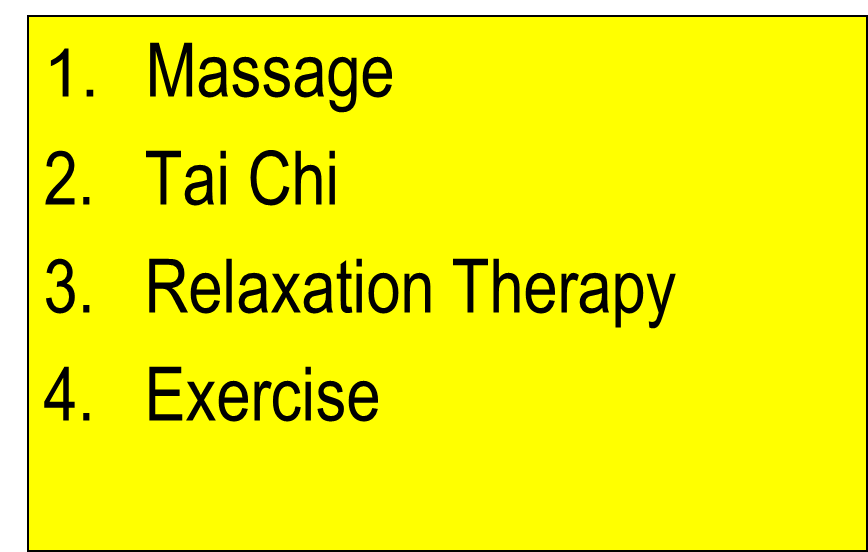 1. Massage
2. Tai Chi
3. Relaxation Therapy
4. Exercise